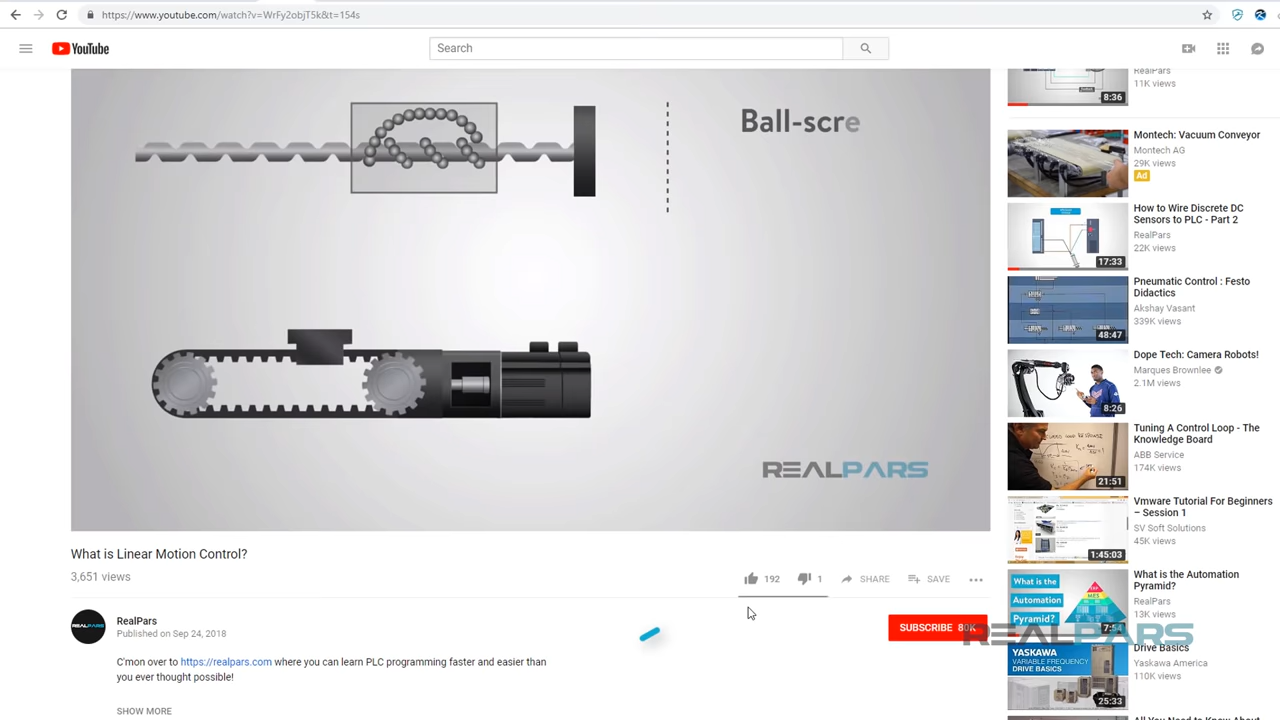 https://www.youtube.com/watch?v=WrFy2objT5k&t=154s
YouTube
Search
Ball-scre
REALPARS
What is Linear Motion Control?
3,651 views
192
1
SHARE
SAVE
RealPars
Published on Sep 24, 2018
SUBSCRIBE 80K
C'mon over to https://realpars.com where you can learn PLC programming faster and easier than
you ever thought possible!
SHOW MORE
RealPars
11K views
8:36
Montech: Vacuum Conveyor
Montech AG
29K views
Ad
How to Wire Discrete DC
Sensors to PLC - Part 2
RealPars
22K views
17:33
Pneumatic Control : Festo
Didactics
Akshay Vasant
339K views
48:47
Dope Tech: Camera Robots!
Marques Brownlee
2.1M views
8:26
Tuning A Control Loop - The
Knowledge Board
ABB Service
174K views
21:51
Vmware Tutorial For Beginners
– Session 1
SV Soft Solutions
45K views
1:45:03
What is the
Automation
Pyramid?
What is the Automation
Pyramid?
RealPars
13K views
REALPARS
YASKAWA
VARIABLE FREQUENCY
DRIVE BASICS
Drive Basics
Yaskawa America
110K views
25:33